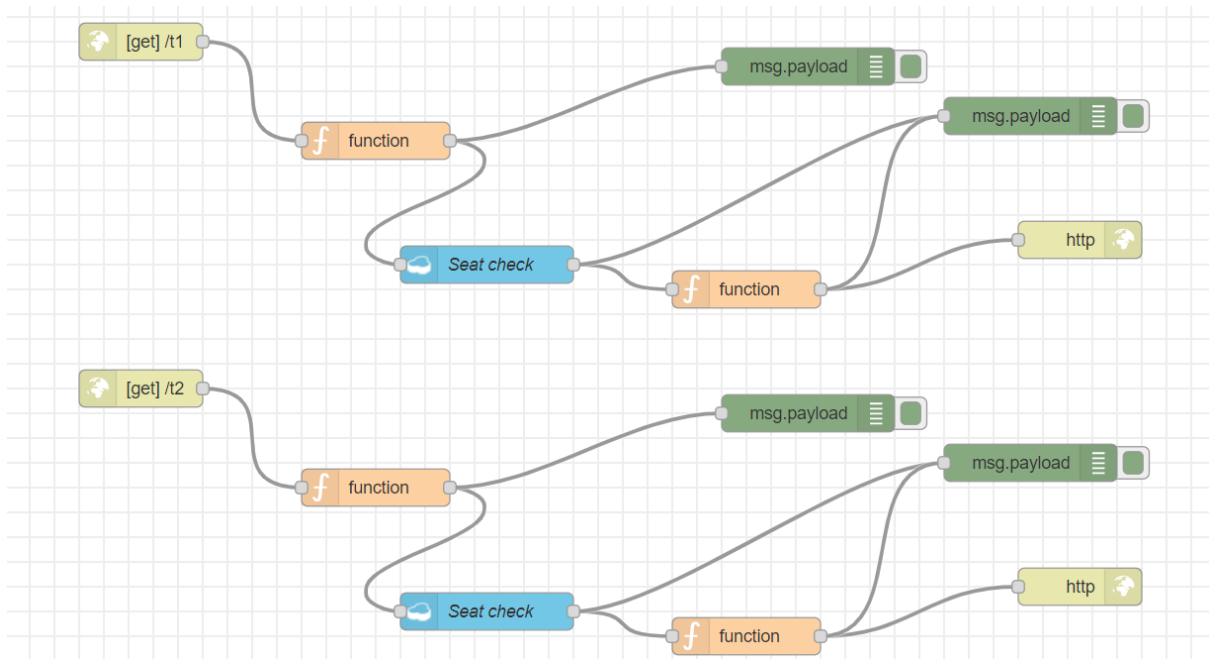 [get] /t1
msg.payload
msg.payload
function
http
Seat check
function
[get] /t2
msg.payload
msg.payload
function
http
Seat check
function